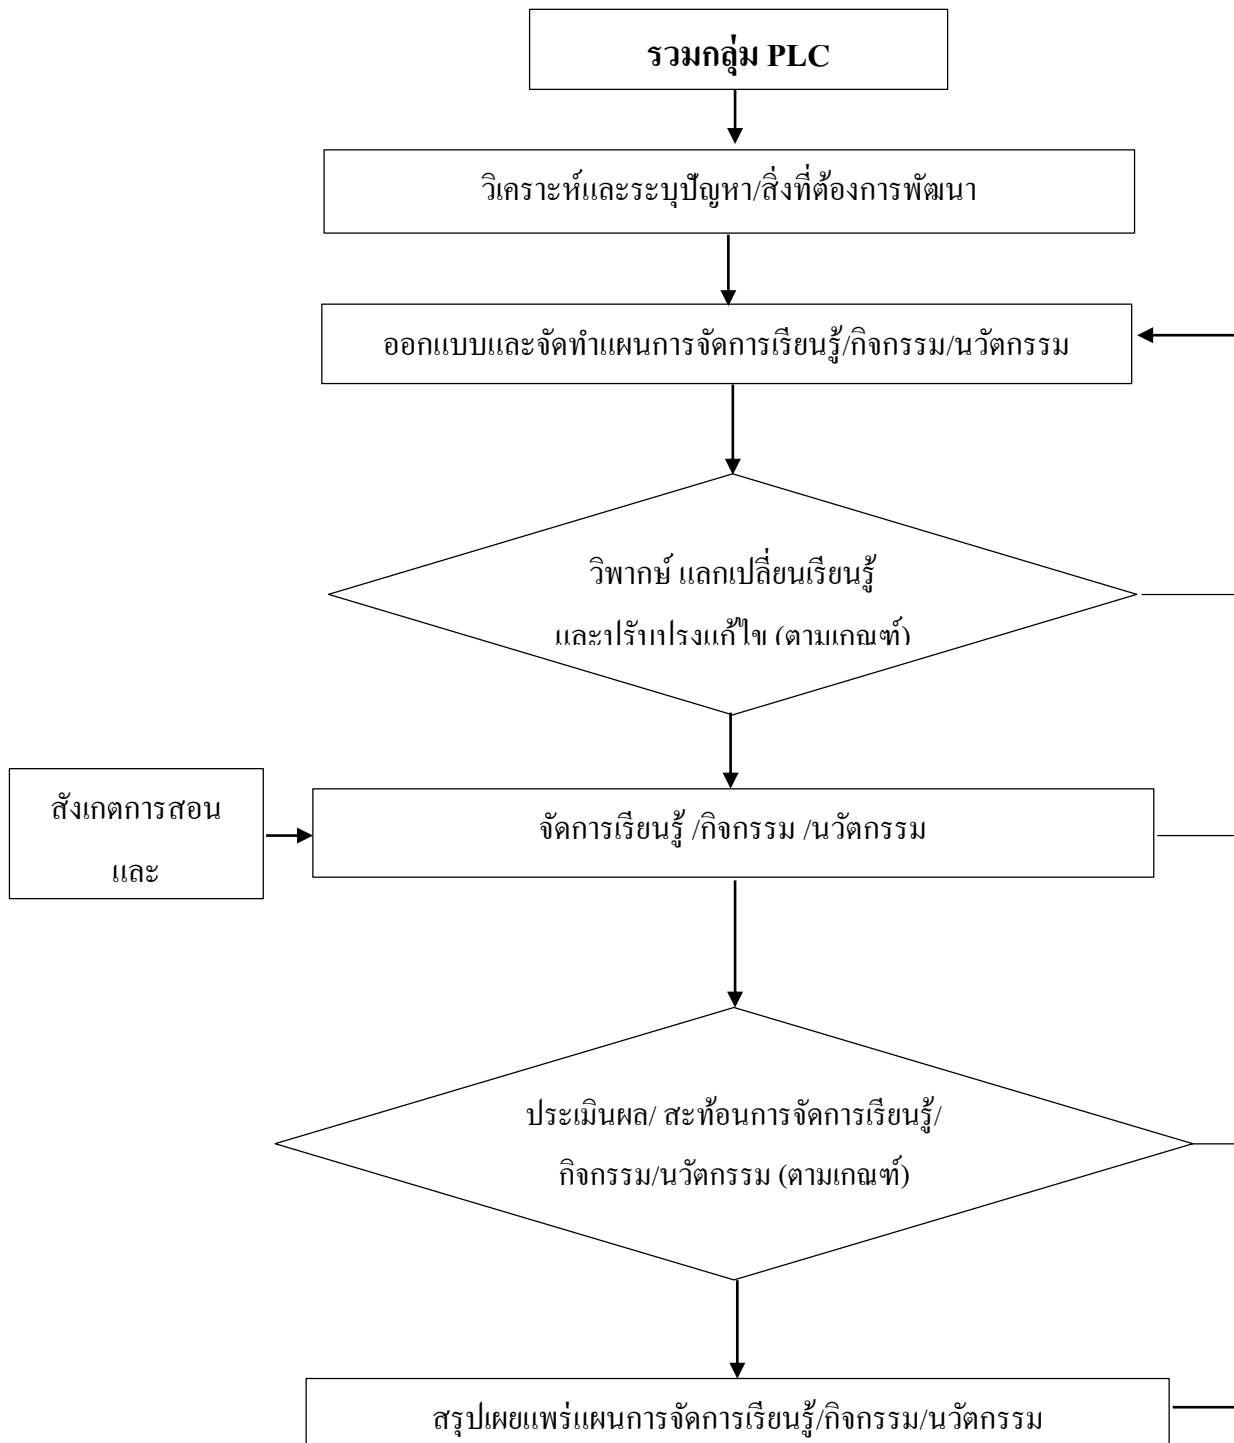 รวมกลุ่ม PLC
วิเคราะห์และระบุปัญหา/สิ่งที่ต้องการพัฒนา
ออกแบบและจัดทำแผนการจัดการเรียนรู้/กิจกรรม/นวัตกรรม
วิพากษ์ แลกเปลี่ยนเรียนรู้
และปรับปรุงแก้ไข (ตามเกณฑ์)
สังเกตการสอน
และ
จัดการเรียนรู้ /กิจกรรม /นวัตกรรม
ประเมินผล/ สะท้อนการจัดการเรียนรู้/
กิจกรรม/นวัตกรรม (ตามเกณฑ์)
สรุปเผยแพร่แผนการจัดการเรียนรู้/กิจกรรม/นวัตกรรม